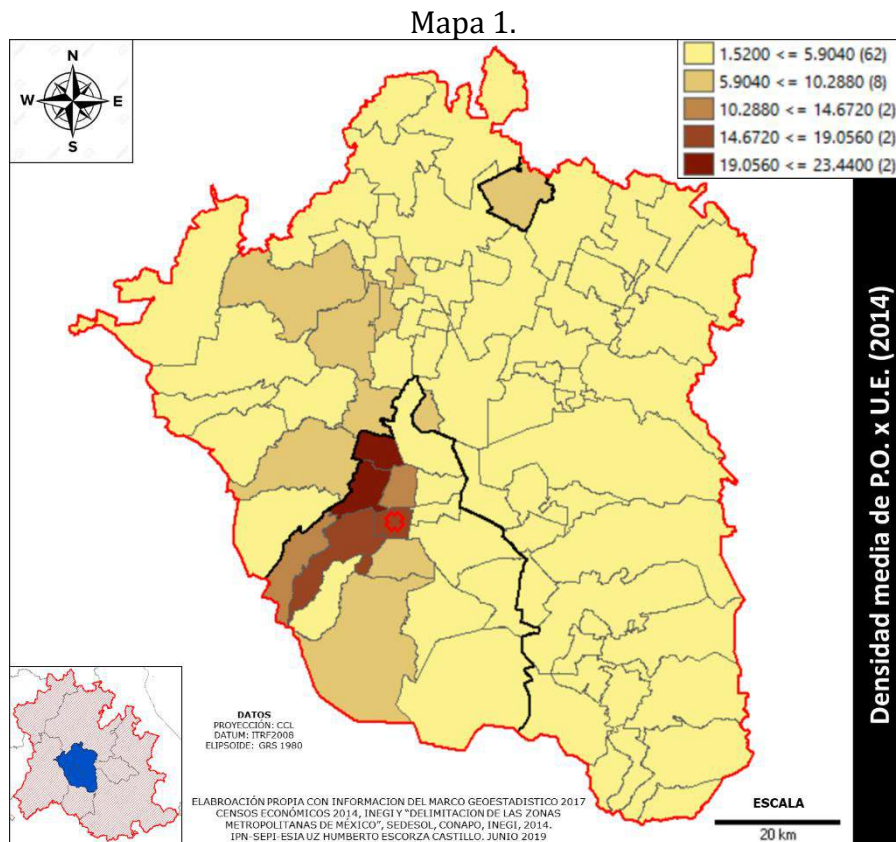 Mapa 1.
N
W
E
S
1.5200 <= 5.9040 (62)
5.9040 <= 10.2880 (8)
10.2880 <= 14.6720 (2)
14.6720 <= 19.0560 (2)
19.0560 <= 23.4400 (2)
Densidad media de P.O. x U.E. (2014)
DATOS
PROYECCIÓN: CCL
DATUM: ITRF2008
ELIPSOIDE: GRS 1980
ELABROACIÓN PROPIA CON INFORMACION DEL MARCO GEOESTADISTICO 2017
CENSOS ECONÓMICOS 2014, INEGI Y "DELIMITACION DE LAS ZONAS
METROPOLITANAS DE MÉXICO", SEDESOL, CONAPO, INEGI, 2014.
IPN-SEPI-ESIA UZ HUMBERTO ESCORZA CASTILLO. JUNIO 2019
ESCALA
20 km